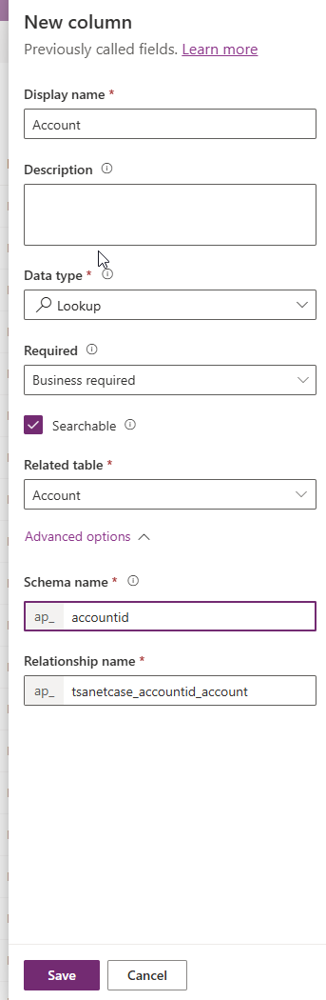 New column
Previously called fields. Learn more
Display name *
Account
Description
Data type *
Lookup
Required
Business required
Searchable
Related table *
Account
Advanced options
Schema name *
ap_ accountid
Relationship name *
ap_ tsanetcase_accountid_account
Save Cancel